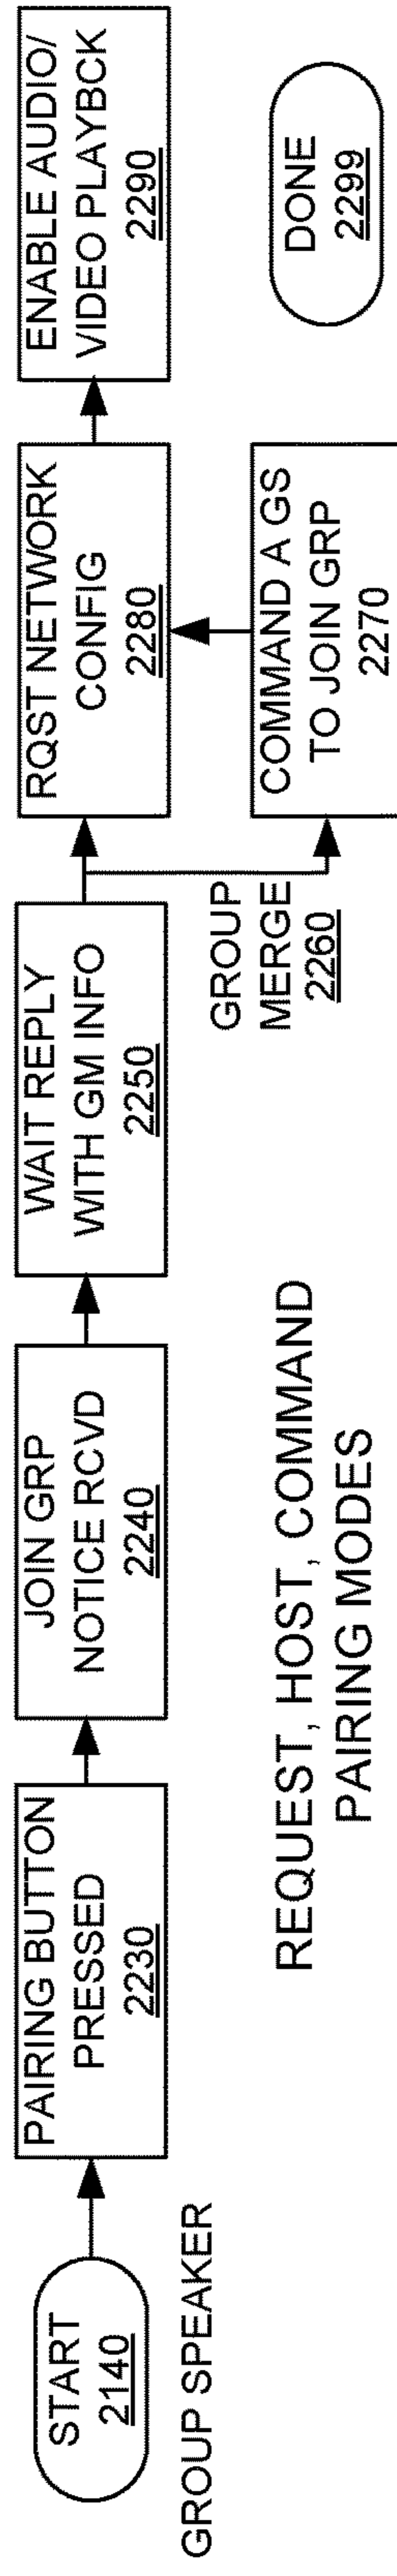 START
2140
GROUP SPEAKER
PAIRING BUTTON
PRESSED
2230
JOIN GRP
NOTICE RCVD
2240
WAIT REPLY
WITH GM INFO
2250
GROUP
MERGE
2260
RQST NETWORK
CONFIG
2280
COMMAND A GS
TO JOIN GRP
2270
ENABLE AUDIO/
VIDEO PLAYBCK
2290
DONE
2299
REQUEST, HOST, COMMAND
PAIRING MODES